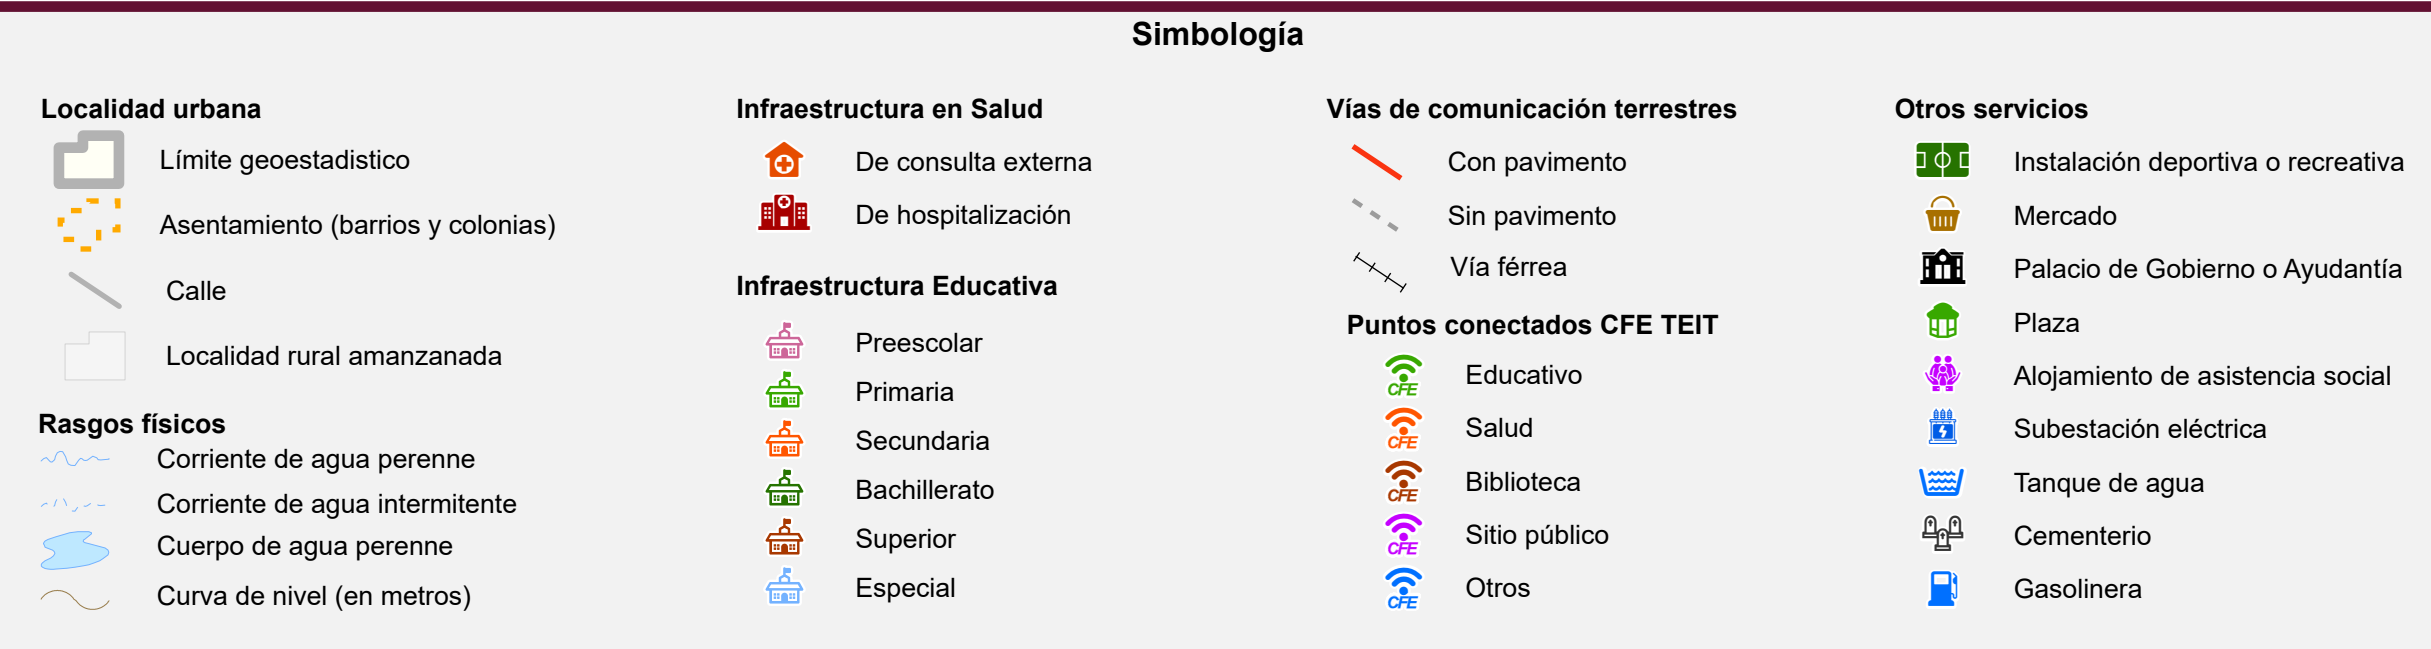 Simbología
Localidad urbana
Límite geoestadistico
Asentamiento (barrios y colonias)
Calle
Localidad rural amanzanada
Rasgos físicos
Corriente de agua perenne
Corriente de agua intermitente
Cuerpo de agua perenne
Curva de nivel (en metros)
Infraestructura en Salud
De consulta externa
De hospitalización
Infraestructura Educativa
Preescolar
Primaria
Secundaria
Bachillerato
Superior
Especial
Vías de comunicación terrestres
Con pavimento
Sin pavimento
Vía férrea
Puntos conectados CFE TEIT
CFE Educativo
CFE Salud
CFE Biblioteca
CFE Sitio público
CFE Otros
Otros servicios
Instalación deportiva o recreativa
Mercado
Palacio de Gobierno o Ayudantía
Plaza
Alojamiento de asistencia social
Subestación eléctrica
Tanque de agua
Cementerio
Gasolinera